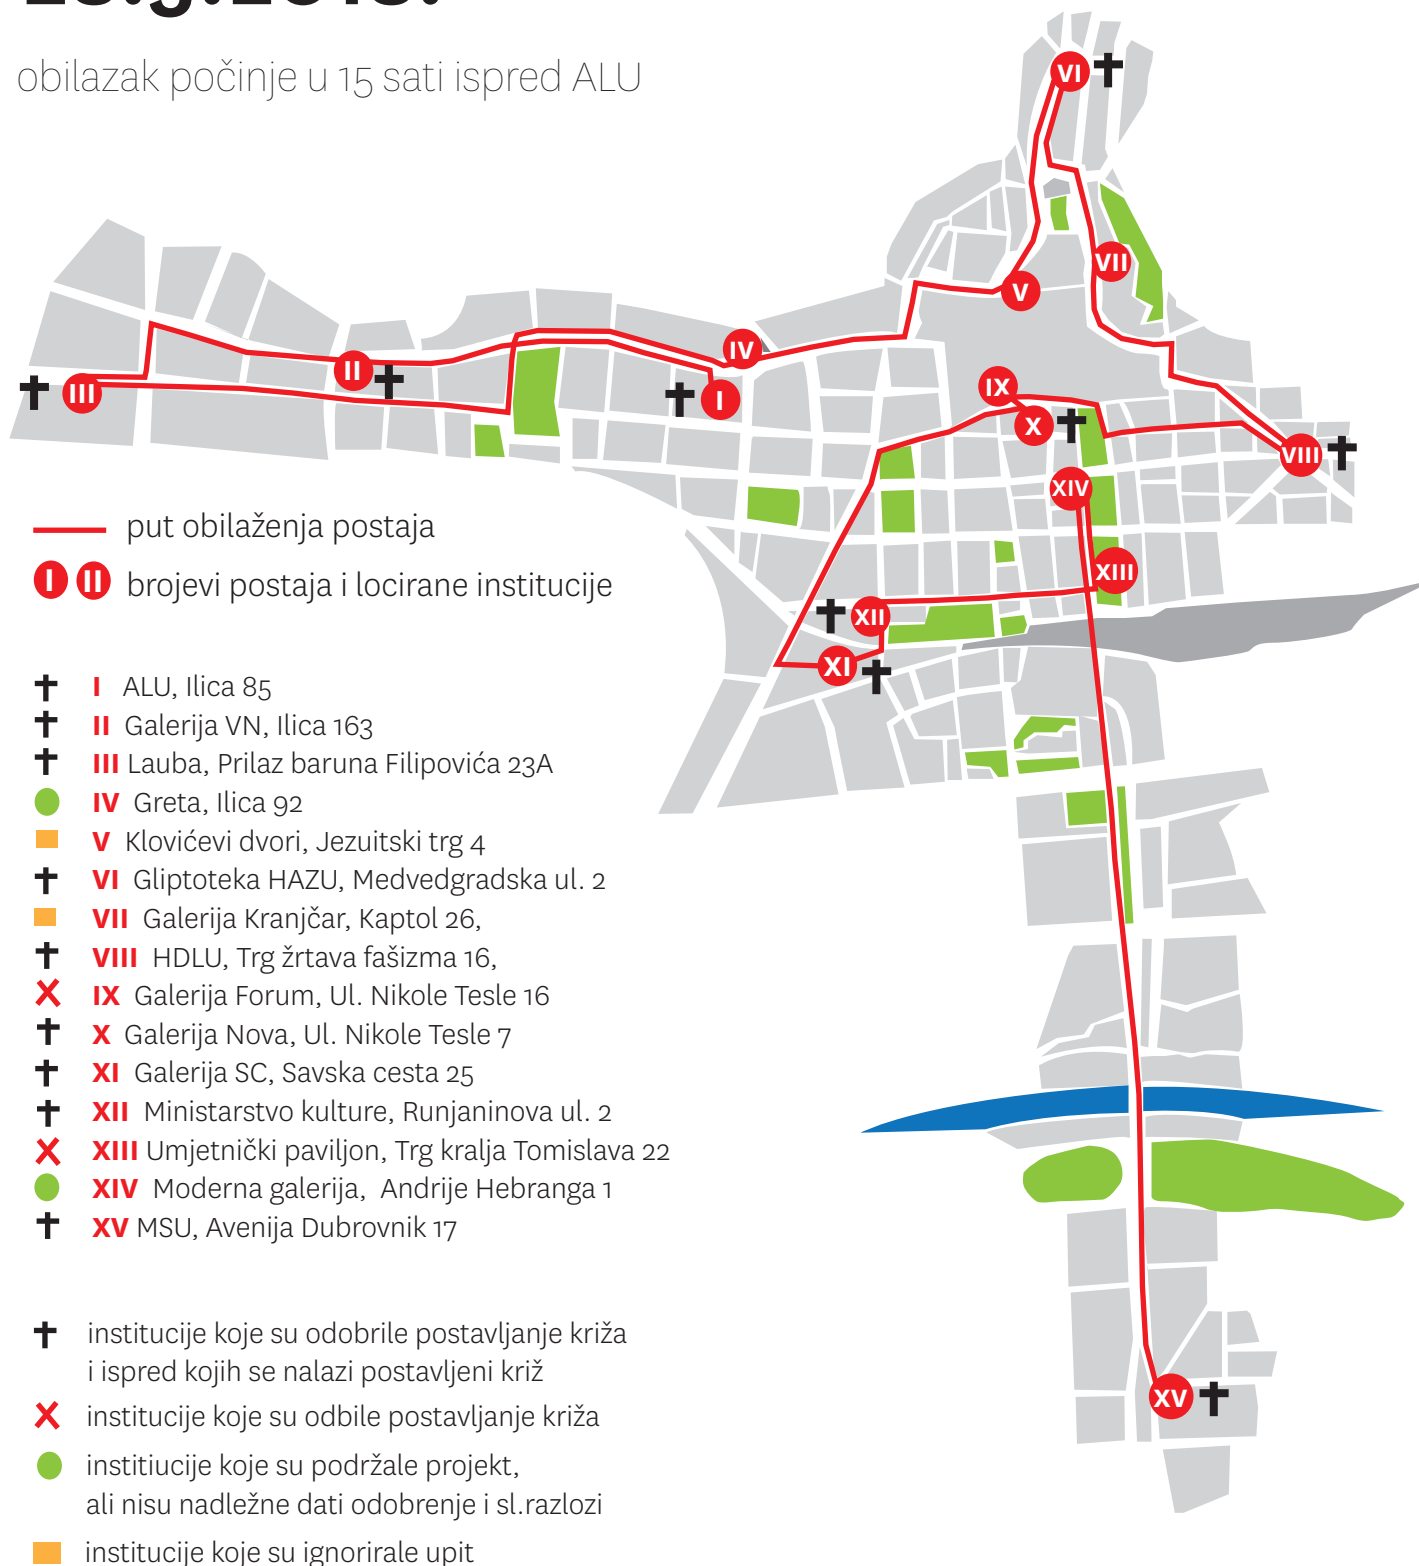 obilazak počinje u 15 sati ispred ALU
VI
VII
V
IV
II
III
I
IX
X
VIII
XIV
XIII
XII
XI
XV
put obilaženja postaja
I II brojevi postaja i locirane institucije
I ALU, Ilica 85
II Galerija VN, Ilica 163
III Lauba, Prilaz baruna Filipovića 23A
IV Greta, Ilica 92
V Klovićevi dvori, Jezuitski trg 4
VI Gliptoteka HAZU, Medvedgradska ul. 2
VII Galerija Kranjčar, Kaptol 26,
VIII HDLU, Trg žrtava fašizma 16,
IX Galerija Forum, Ul. Nikole Tesle 16
X Galerija Nova, Ul. Nikole Tesle 7
XI Galerija SC, Savska cesta 25
XII Ministarstvo kulture, Runjaninova ul. 2
XIII Umjetnički paviljon, Trg kralja Tomislava 22
XIV Moderna galerija, Andrije Hebranga 1
XV MSU, Avenija Dubrovnik 17
institucije koje su odobrile postavljanje križa
i ispred kojih se nalazi postavljeni križ
institucije koje su odbile postavljanje križa
institiucije koje su podržale projekt,
ali nisu nadležne dati odobrenje i sl.razlozi
institucije koje su ignorirale upit